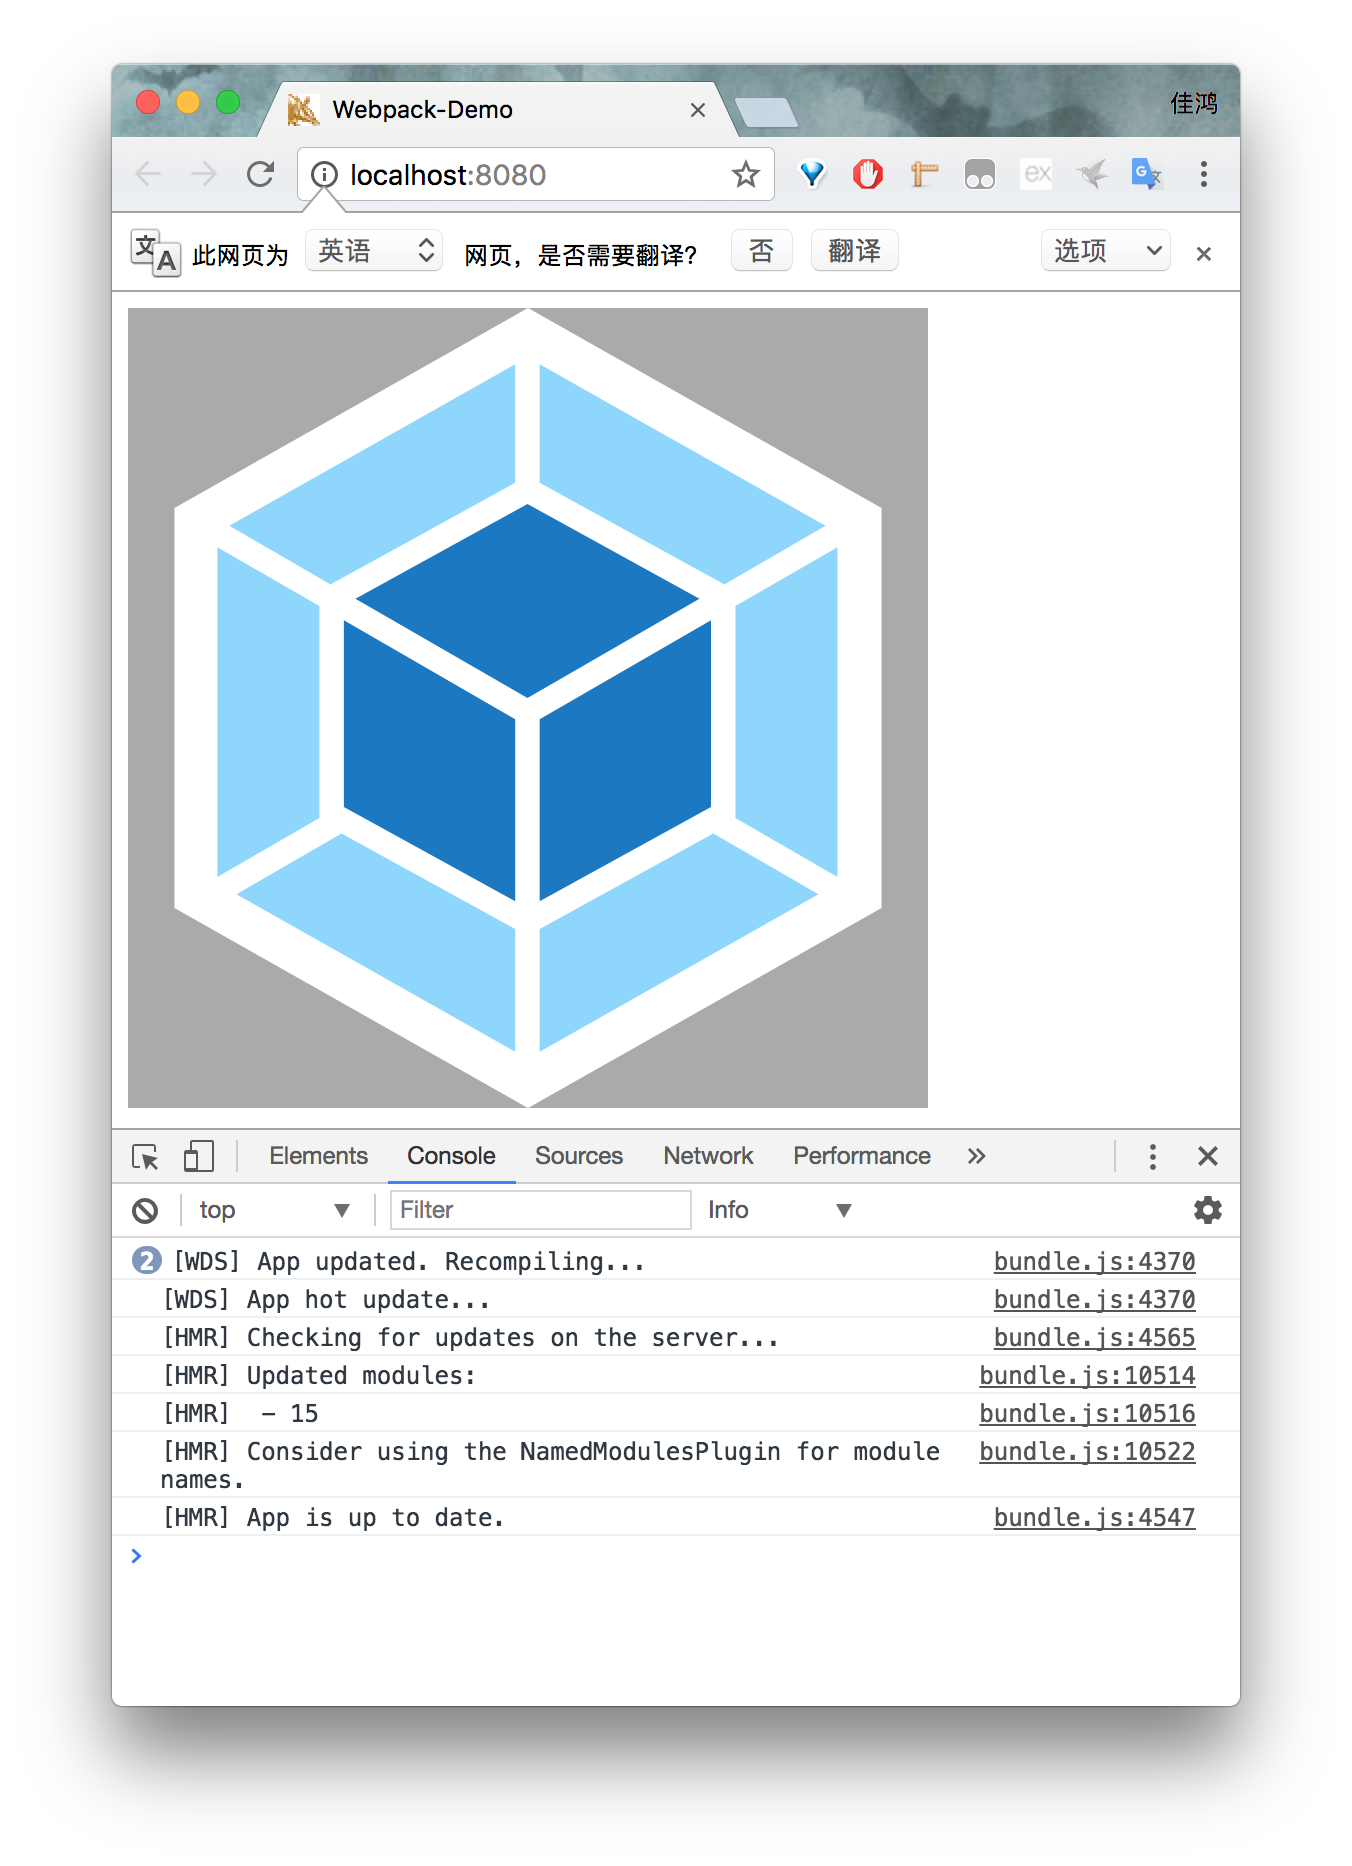 Webpack-Demo
佳鸿
localhost:8080
ex
文A 此网页为 英语 网页，是否需要翻译？ 否 翻译 选项
Elements Console Sources Network Performance
top Filter Info
2 [WDS] App updated. Recompiling... bundle.js:4370
[WDS] App hot update... bundle.js:4370
[HMR] Checking for updates on the server... bundle.js:4565
[HMR] Updated modules: bundle.js:10514
[HMR]  - 15 bundle.js:10516
[HMR] Consider using the NamedModulesPlugin for module bundle.js:10522
names.
[HMR] App is up to date. bundle.js:4547